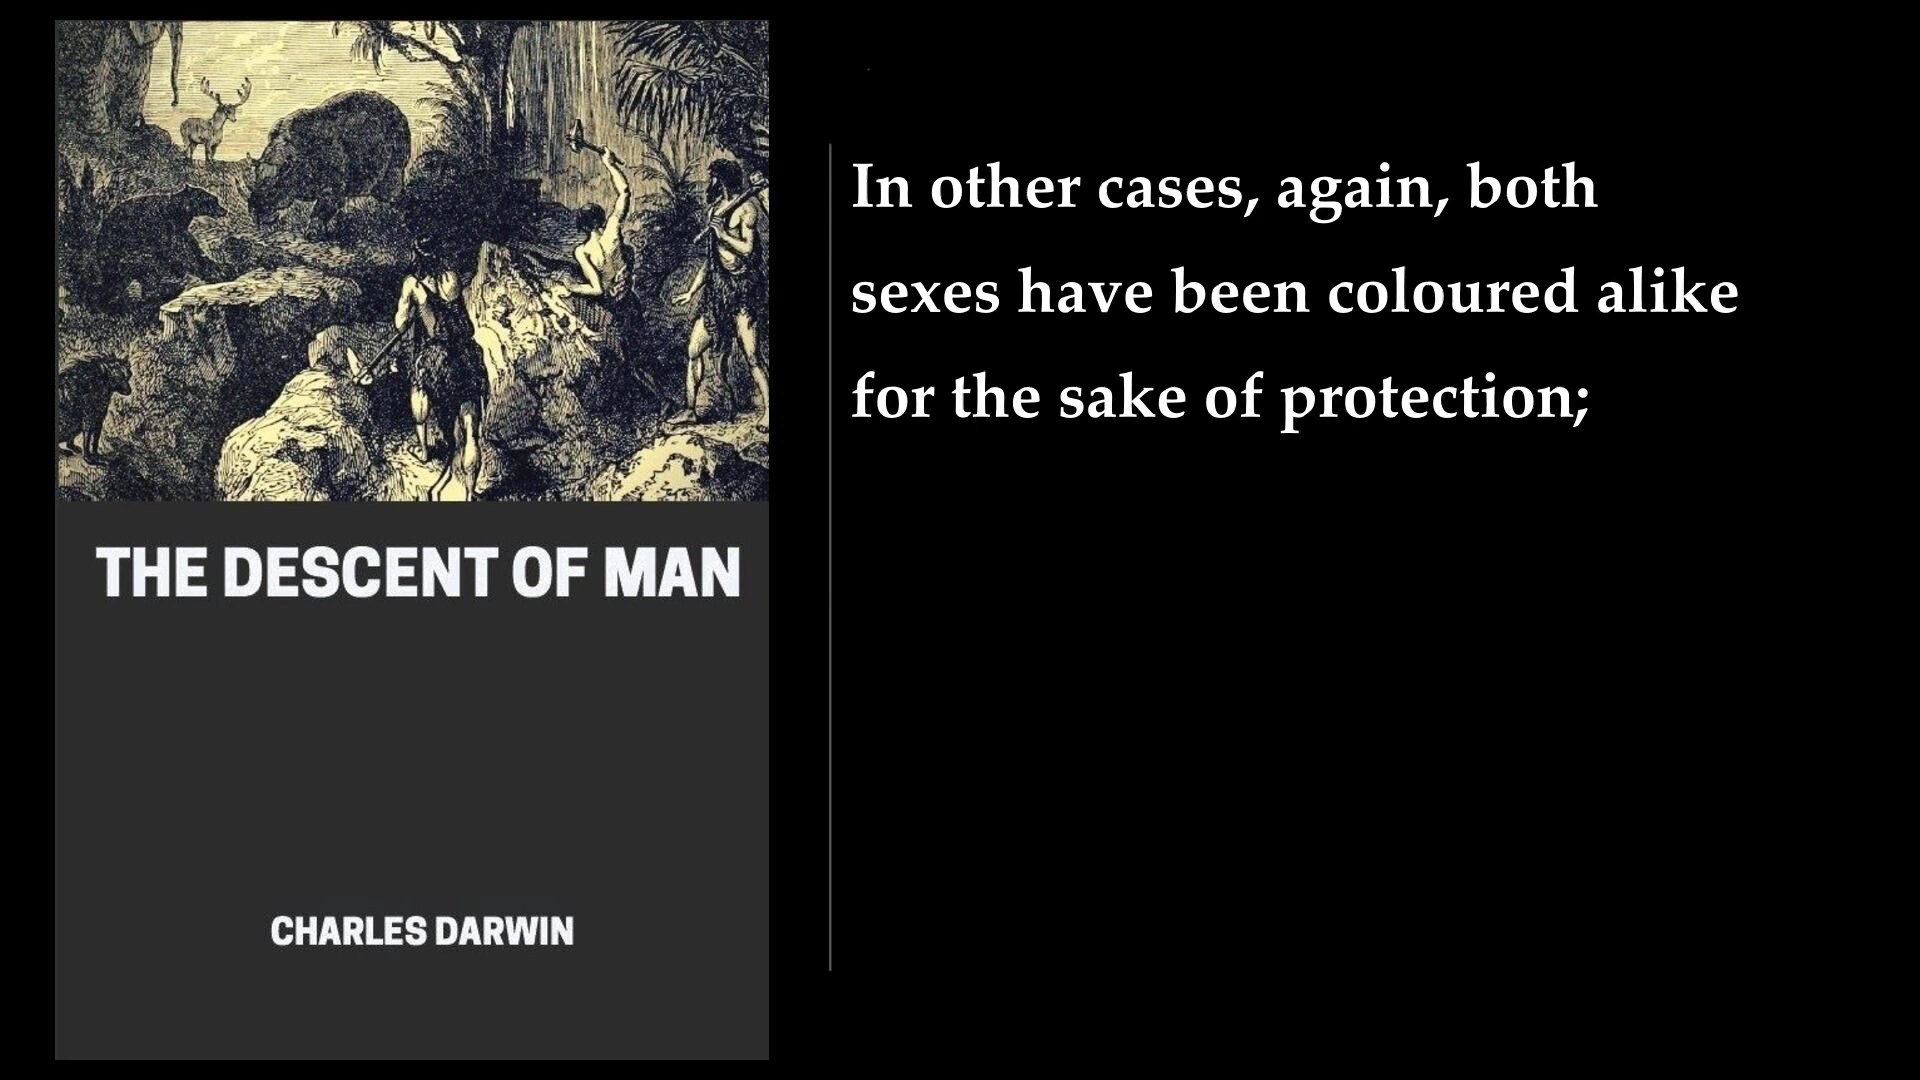 THE DESCENT OF MAN
CHARLES DARWIN
In other cases, again, both
sexes have been coloured alike
for the sake of protection;